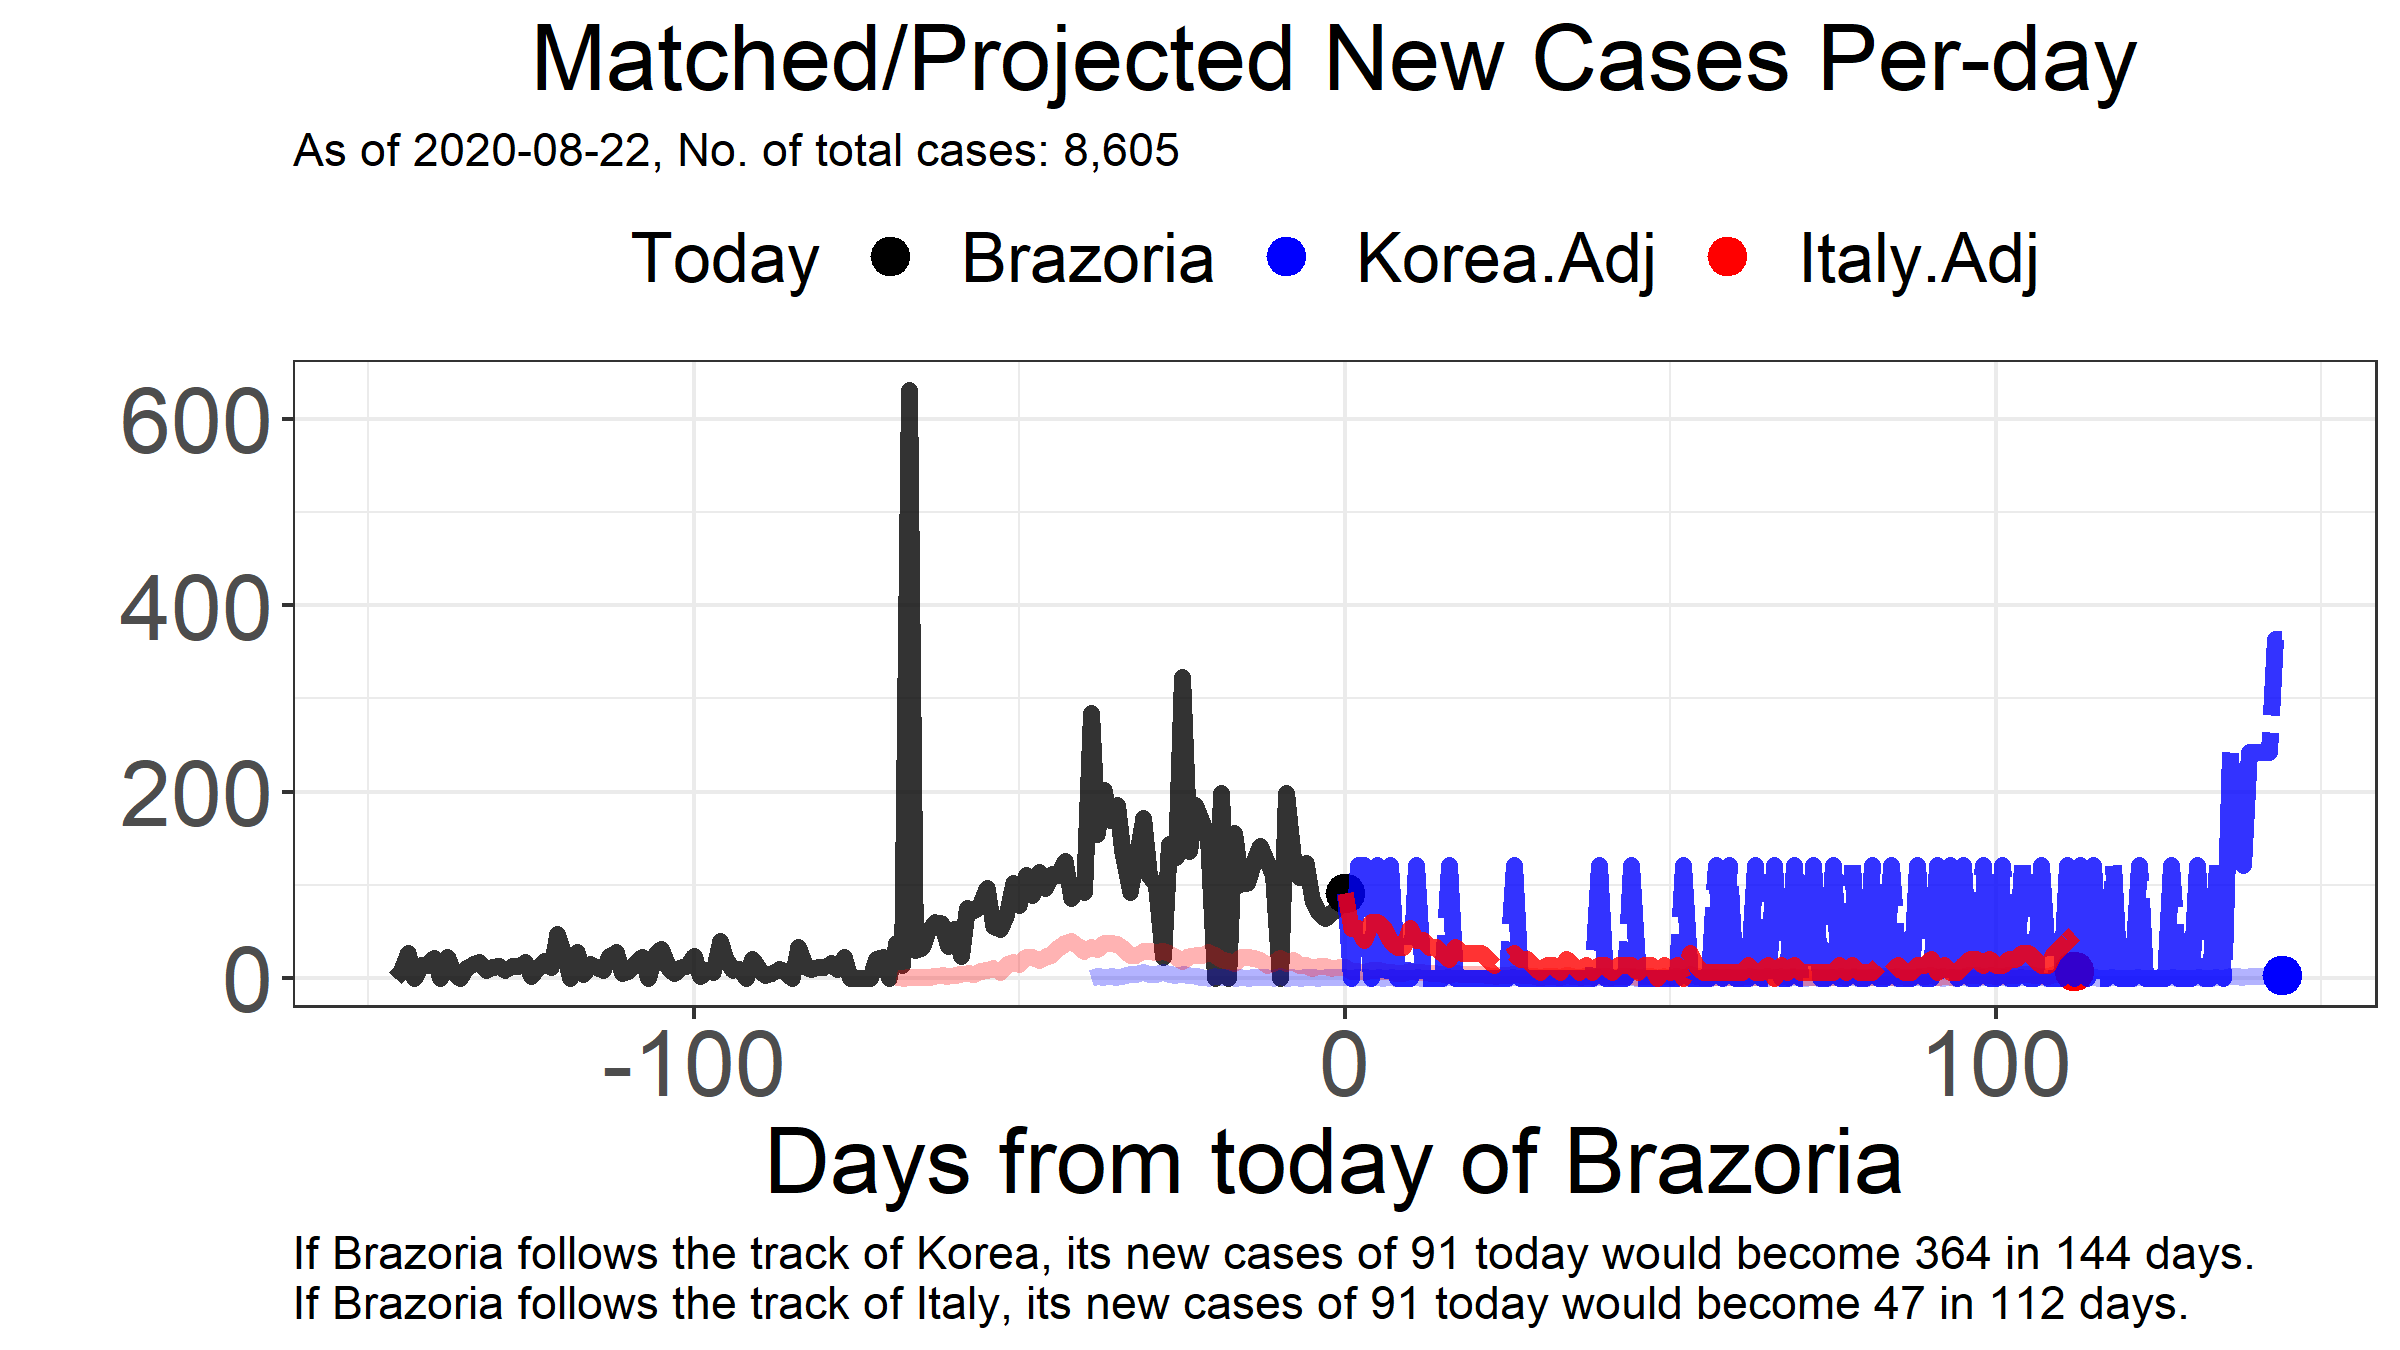 Matched/Projected New Cases Per-day
As of 2020-08-22, No. of total cases: 8,605
Today Brazoria Korea.Adj Italy.Adj
600
400
200
0
-100 0 100
Days from today of Brazoria
If Brazoria follows the track of Korea, its new cases of 91 today would become 364 in 144 days.
If Brazoria follows the track of Italy, its new cases of 91 today would become 47 in 112 days.